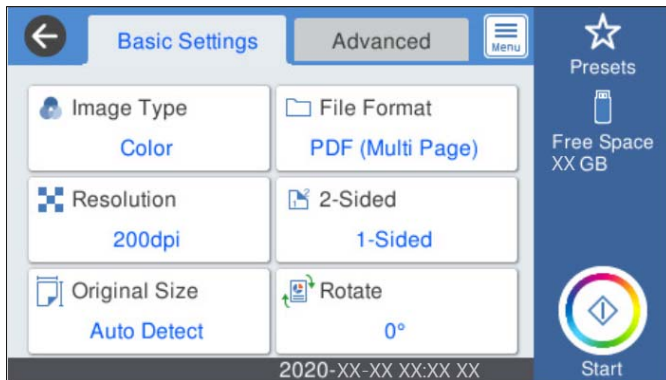 Basic Settings
Advanced
Menu
Presets
Image Type
Color
File Format
PDF (Multi Page)
Free Space
XX GB
Resolution
200dpi
2-Sided
1-Sided
Original Size
Auto Detect
Rotate
0°
2020-XX-XX XX:XX XX
Start